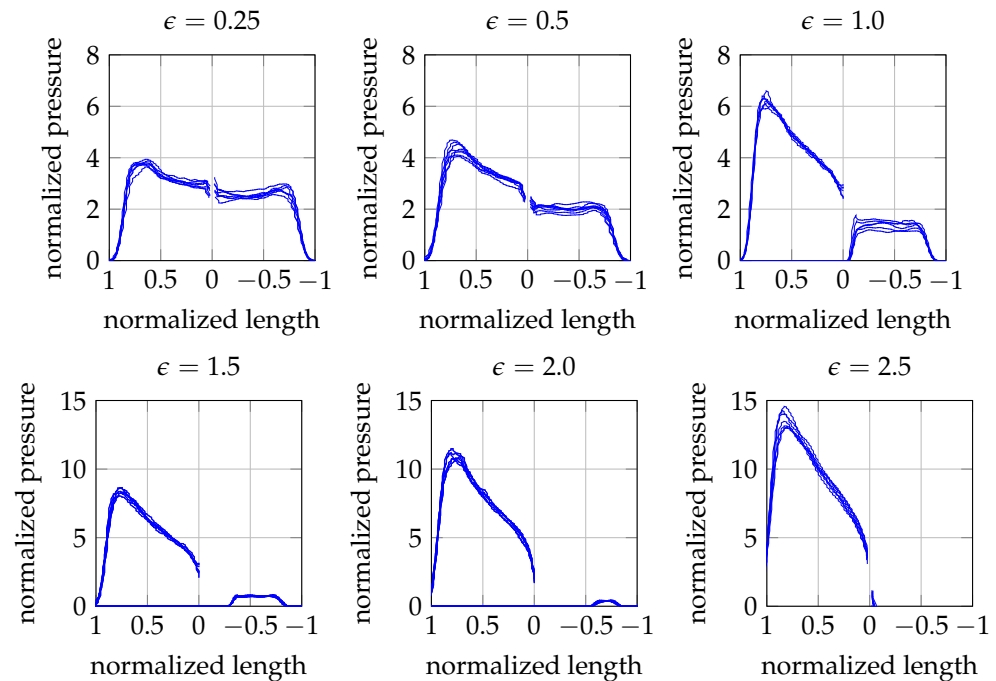 ϵ = 0.25
normalized pressure
8
6
4
2
0
1 0.5 0 −0.5 −1
normalized length
ϵ = 0.5
normalized pressure
8
6
4
2
0
1 0.5 0 −0.5 −1
normalized length
ϵ = 1.0
normalized pressure
8
6
4
2
0
1 0.5 0 −0.5 −1
normalized length
ϵ = 1.5
normalized pressure
15
10
5
0
1 0.5 0 −0.5 −1
normalized length
ϵ = 2.0
normalized pressure
15
10
5
0
1 0.5 0 −0.5 −1
normalized length
ϵ = 2.5
normalized pressure
15
10
5
0
1 0.5 0 −0.5 −1
normalized length